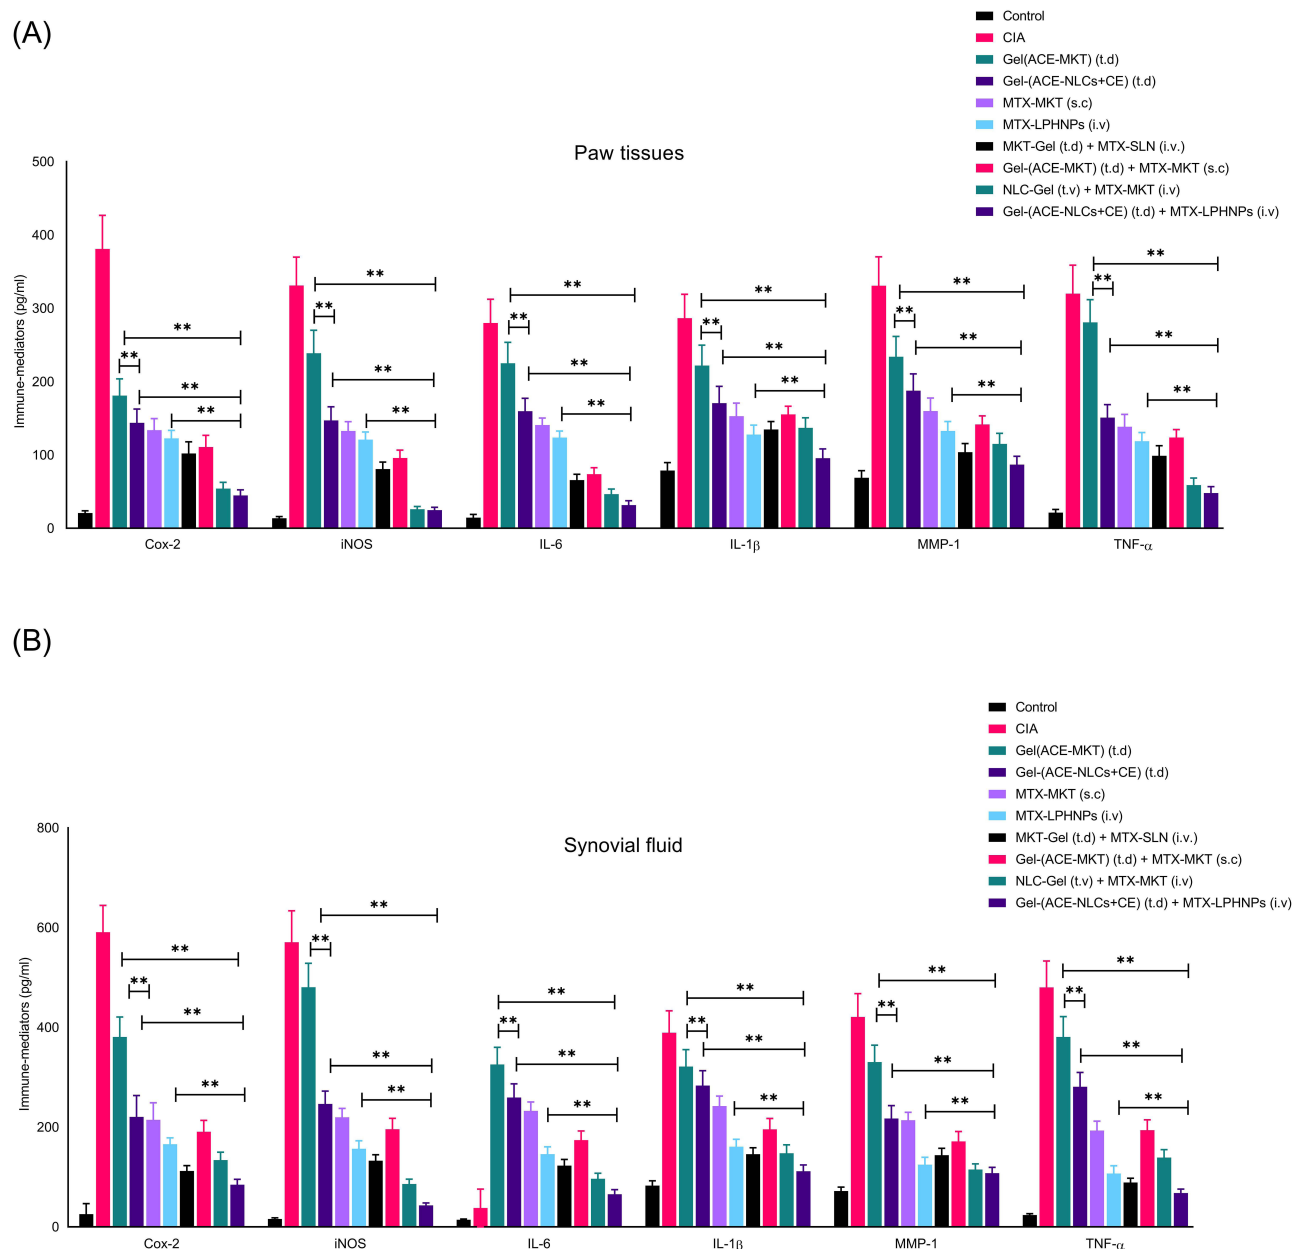 (A)
Control
CIA
Gel(ACE-MKT) (t.d)
Gel-(ACE-NLCs+CE) (t.d)
MTX-MKT (s.c)
MTX-LPHNPs (i.v)
MKT-Gel (t.d) + MTX-SLN (i.v.)
Gel-(ACE-MKT) (t.d) + MTX-MKT (s.c)
NLC-Gel (t.v) + MTX-MKT (i.v)
Gel-(ACE-NLCs+CE) (t.d) + MTX-LPHNPs (i.v)
Paw tissues
Immune-mediators (pg/ml)
500
400
300
200
100
0
** ** ** **
** ** ** **
** ** ** **
** ** ** **
** ** ** **
** ** ** **
Cox-2 iNOS IL-6 IL-1β MMP-1 TNF-α
(B)
Control
CIA
Gel(ACE-MKT) (t.d)
Gel-(ACE-NLCs+CE) (t.d)
MTX-MKT (s.c)
MTX-LPHNPs (i.v)
MKT-Gel (t.d) + MTX-SLN (i.v.)
Gel-(ACE-MKT) (t.d) + MTX-MKT (s.c)
NLC-Gel (t.v) + MTX-MKT (i.v)
Gel-(ACE-NLCs+CE) (t.d) + MTX-LPHNPs (i.v)
Synovial fluid
Immune-mediators (pg/ml)
800
600
400
200
0
** ** ** **
** ** ** **
** ** ** **
** ** ** **
** ** ** **
** ** ** **
Cox-2 iNOS IL-6 IL-1β MMP-1 TNF-α